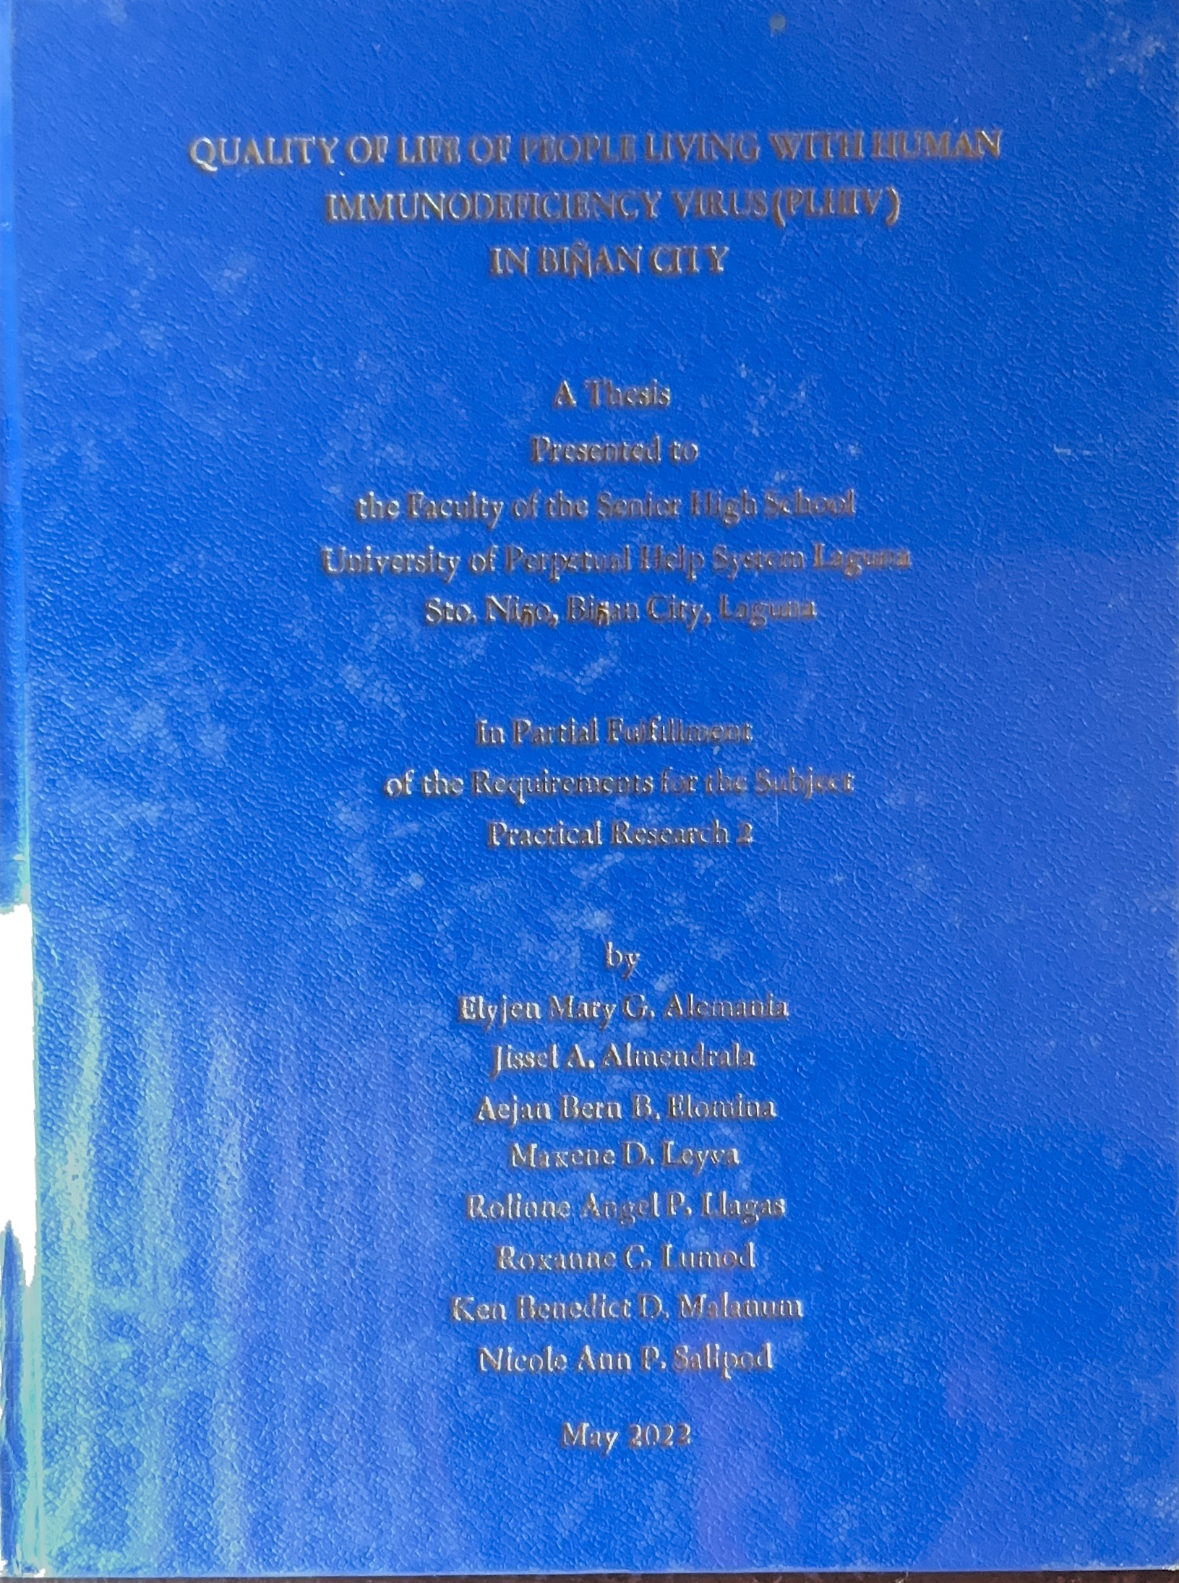 QUALITY OF LIFE OF PEOPLE LIVING WITH HUMAN
IMMUNODEFICIENCY VIRUS (PLHIV)
IN BIÑAN CITY
A Thesis
Presented to
the Faculty of the Senior High School
University of Perpetual Help System Laguna
Sto. Niño, Biñan City, Laguna
In Partial Fulfillment
of the Requirements for the Subject
Practical Research 2
by
Elyjen Mary G. Alemania
Jissel A. Almendrala
Aejan Bern B. Elomina
Maxene D. Leyva
Rolinne Angel P. Llagas
Roxanne C. Lumod
Ken Benedict D. Malanum
Nicole Ann P. Salipod
May 2022